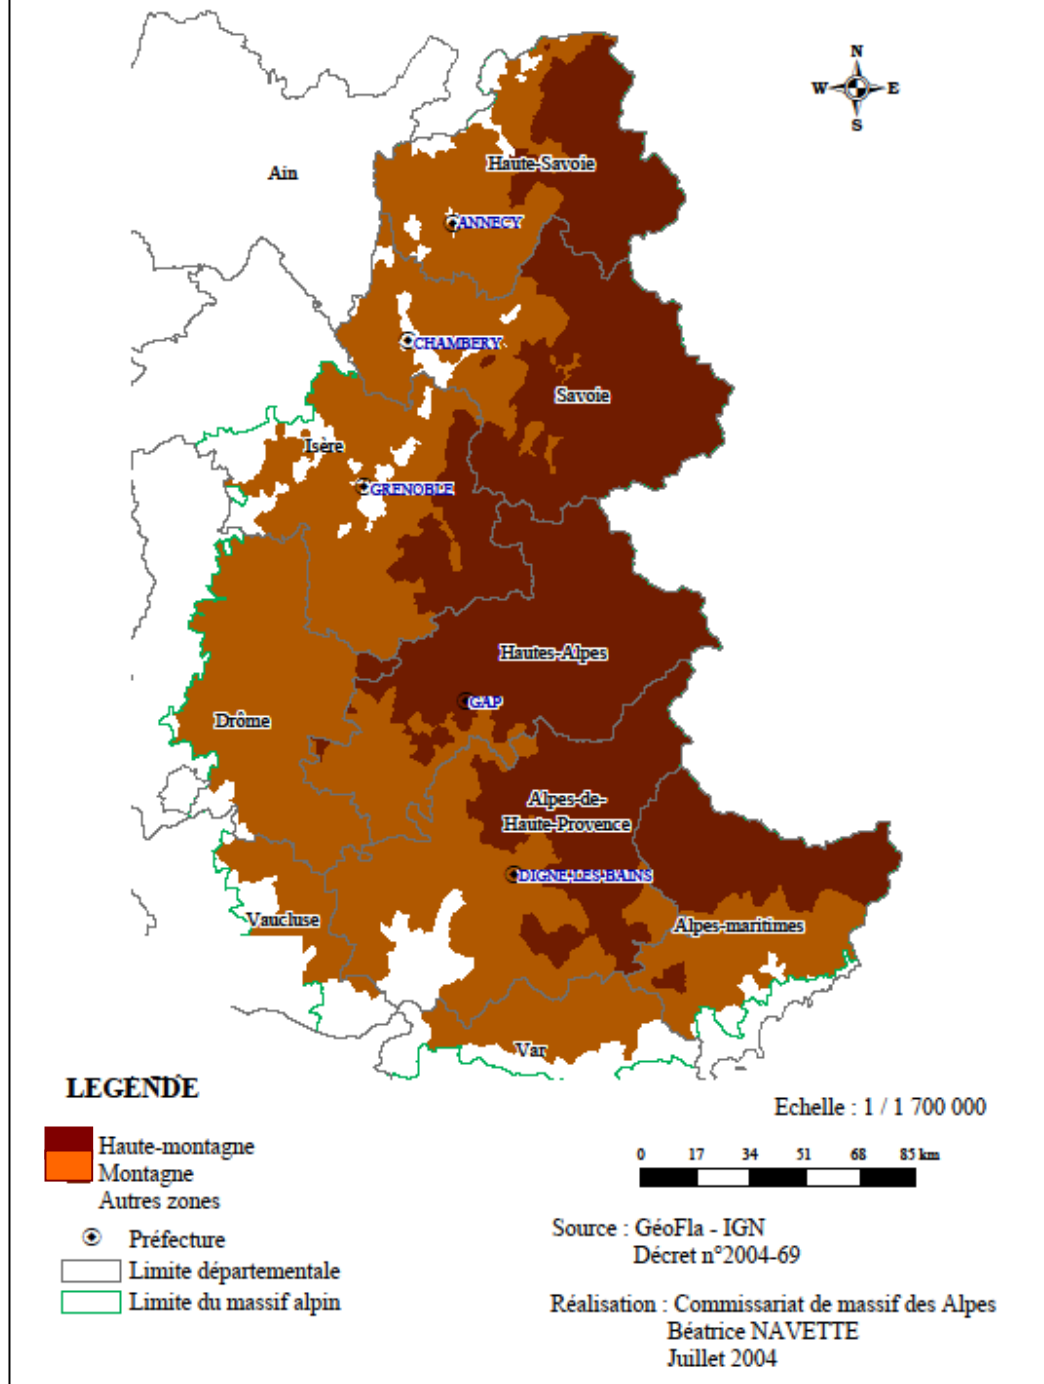 N
W E
S
Ain
Haute-Savoie
ANNECY
CHAMBERY
Savoie
Isère
GRENOBLE
Hautes-Alpes
GAP
Drôme
Alpes-de-
Haute-Provence
DIGNE-LES-BAINS
Vaucluse
Alpes-maritimes
Var
LEGENDE
Haute-montagne
Montagne
Autres zones
Préfecture
Limite départementale
Limite du massif alpin
Echelle : 1 / 1 700 000
0 17 34 51 68 85 km
Source : GéoFla - IGN
Décret n°2004-69
Réalisation : Commissariat de massif des Alpes
Béatrice NAVETTE
Juillet 2004